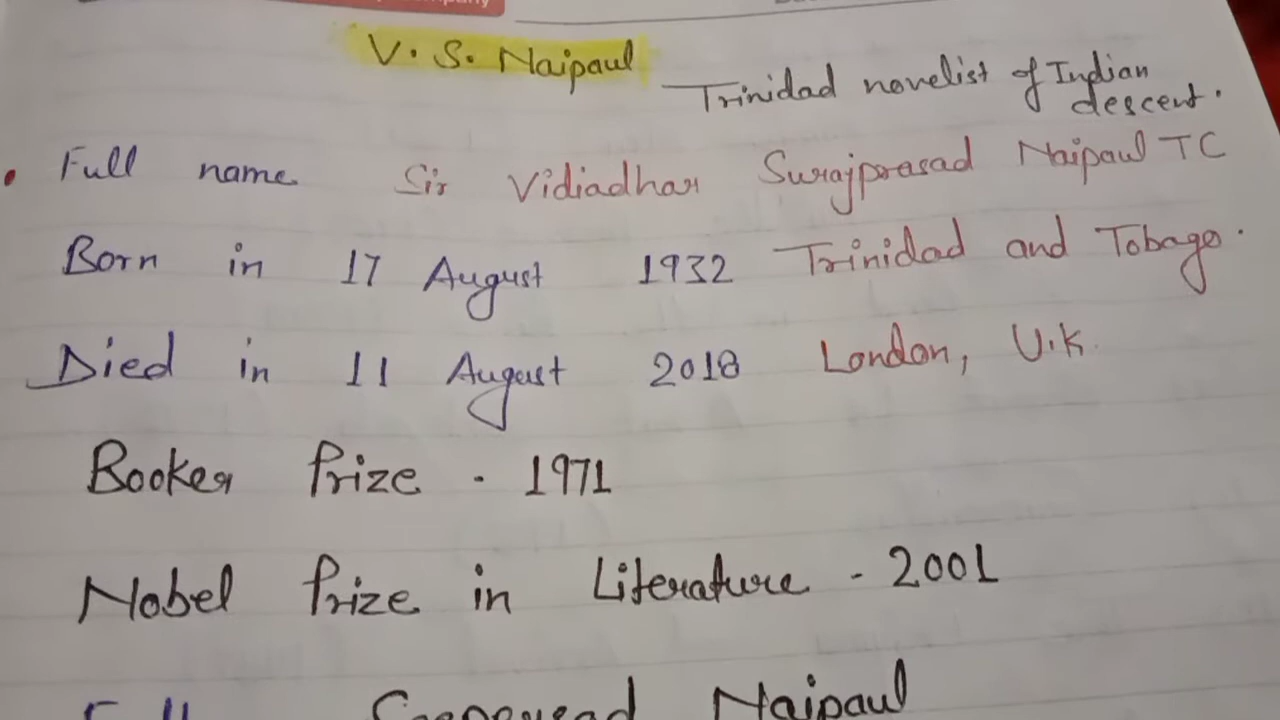 V. S. Naipaul
Trinidad novelist of Indian
descent.
Full name Sir Vidiadhar Surajprasad Naipaul TC
Born in 17 August 1932 Trinidad and Tobago.
Died in 11 August 2018 London, U.K.
Booker Prize - 1971
Nobel Prize in Literature - 2001
Naipaul